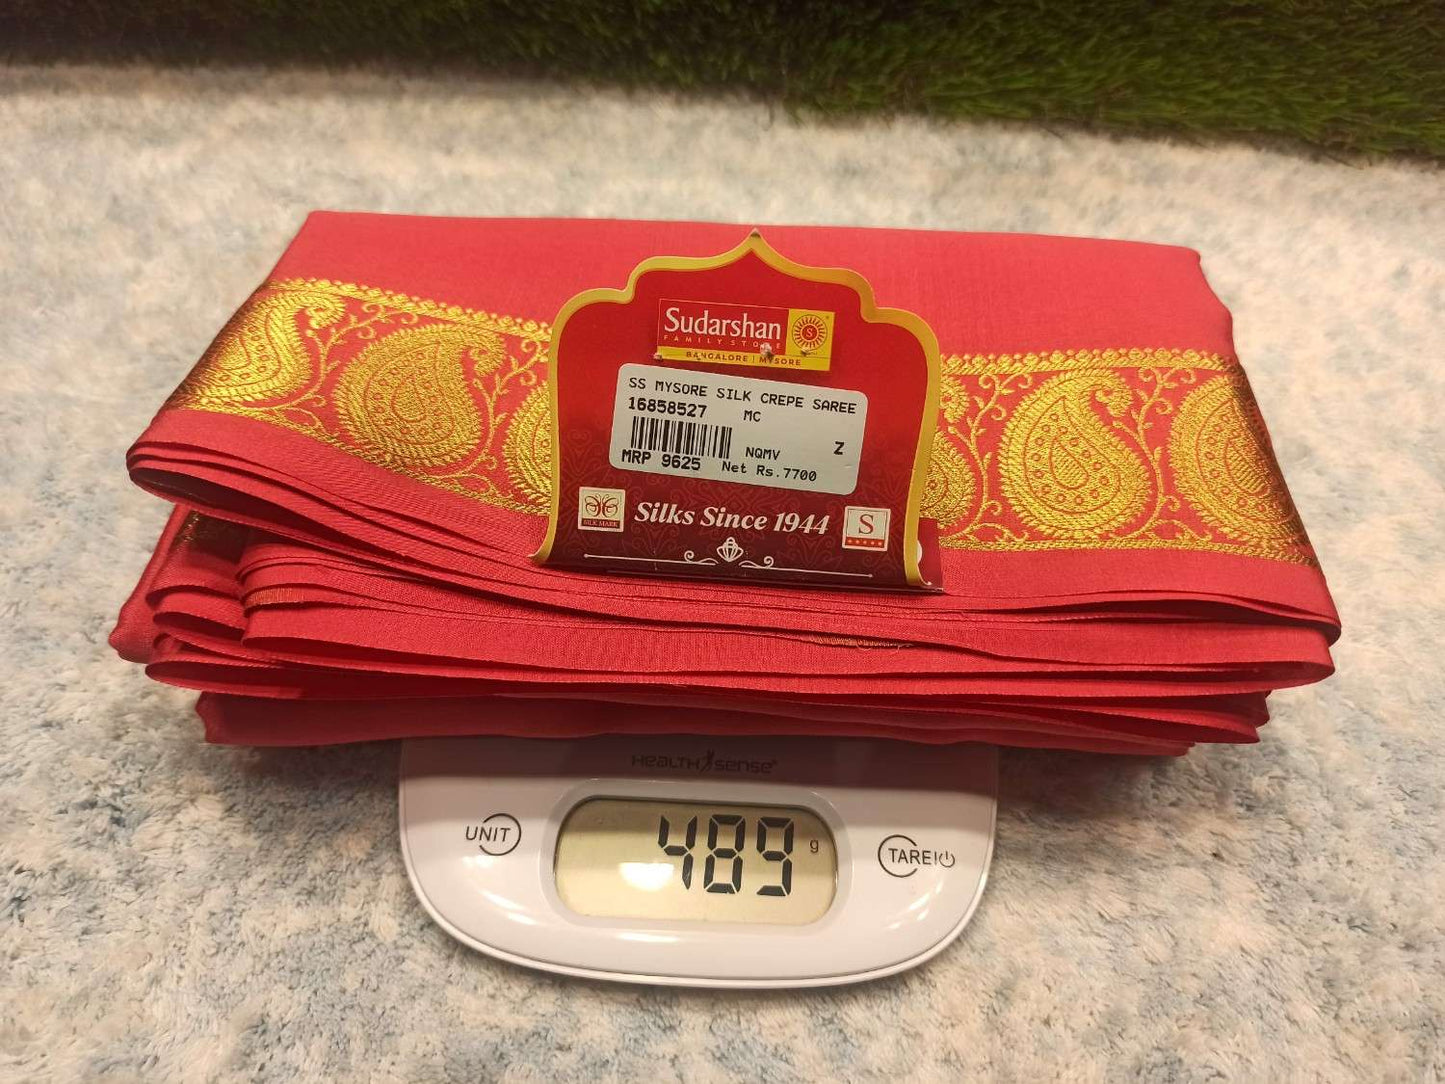 Sudarshan
FAMILY STORE
BANGALORE | MYSORE
SS MYSORE SILK CREPE SAREE
16858527 MC
NQMV Z
MRP 9625 Net Rs.7700
SILK MARK
Silks Since 1944
S
HEALTH SENSE
UNIT
489 g
TARE